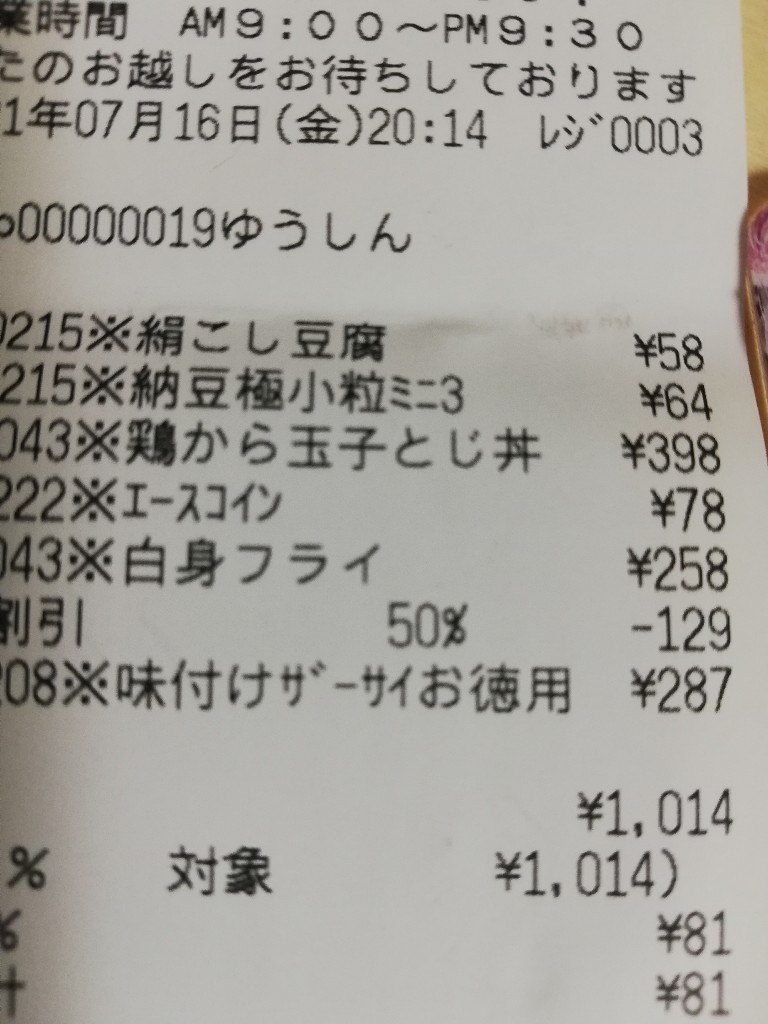 業時間 AM9:00～PM9:30
たのお越しをお待ちしております
1年07月16日(金)20:14 ﾚｼﾞ0003
00000019ゆうしん
0215※絹こし豆腐 ¥58
215※納豆極小粒ﾐﾆ3 ¥64
043※鶏から玉子とじ丼 ¥398
222※ｴｰｽｺｲﾝ ¥78
043※白身フライ ¥258
割引 50% -129
208※味付けｻﾞｰｻｲお徳用 ¥287
¥1,014
% 対象 ¥1,014)
% ¥81
計 ¥81